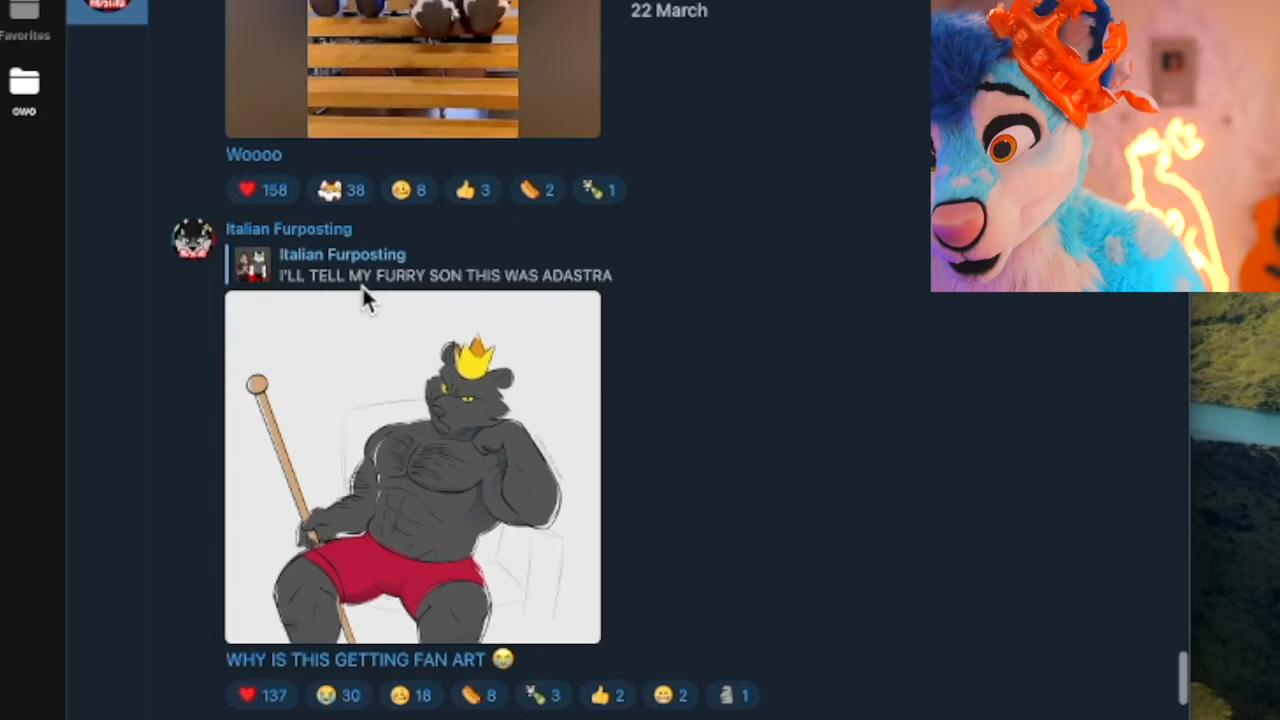 22 March
Favorites
owo
Woooo
158 38 8 3 2 1
Italian Furposting
Italian Furposting
I'LL TELL MY FURRY SON THIS WAS ADASTRA
WHY IS THIS GETTING FAN ART 😭
137 30 18 8 3 2 2 1